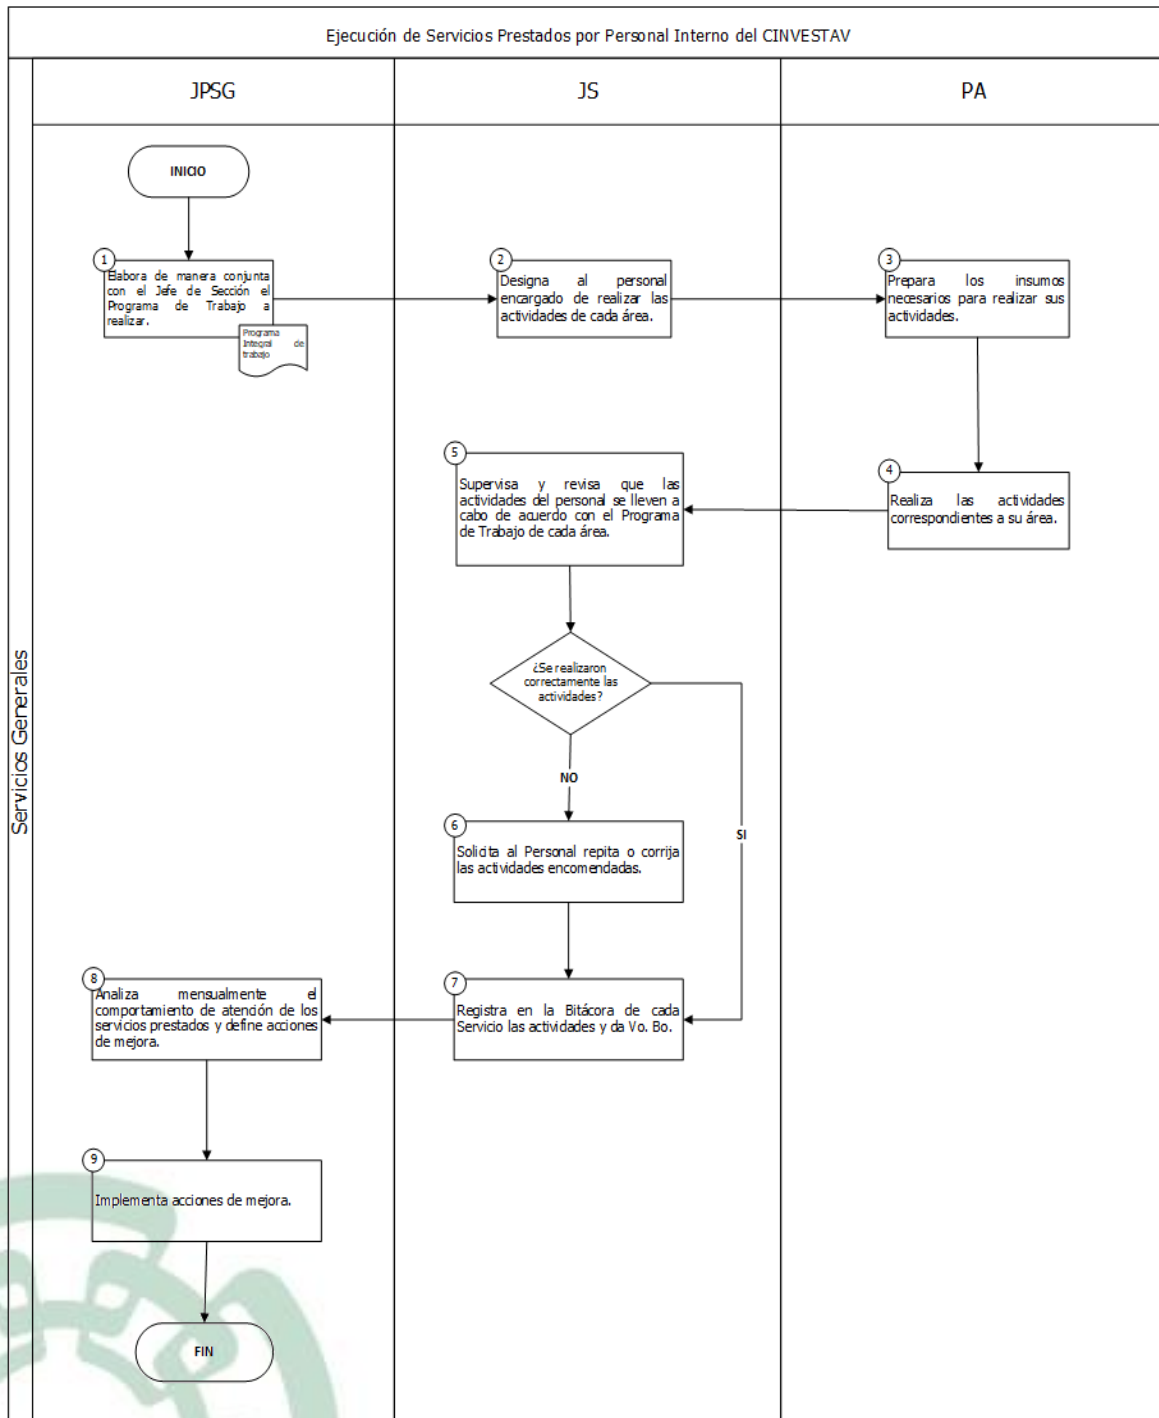 Ejecución de Servicios Prestados por Personal Interno del CINVESTAV
JPSG
JS
PA
Servicios Generales
INICIO
1
Elabora de manera conjunta
con el Jefe de Sección el
Programa de Trabajo a
realizar.
Programa
Integral de
trabajo
2
Designa al personal
encargado de realizar las
actividades de cada área.
3
Prepara los insumos
necesarios para realizar sus
actividades.
4
Realiza las actividades
correspondientes a su área.
5
Supervisa y revisa que las
actividades del personal se lleven a
cabo de acuerdo con el Programa
de Trabajo de cada área.
¿Se realizaron
correctamente las
actividades?
NO
SI
6
Solicita al Personal repita o corrija
las actividades encomendadas.
7
Registra en la Bitácora de cada
Servicio las actividades y da Vo. Bo.
8
Analiza mensualmente el
comportamiento de atención de los
servicios prestados y define acciones
de mejora.
9
Implementa acciones de mejora.
FIN